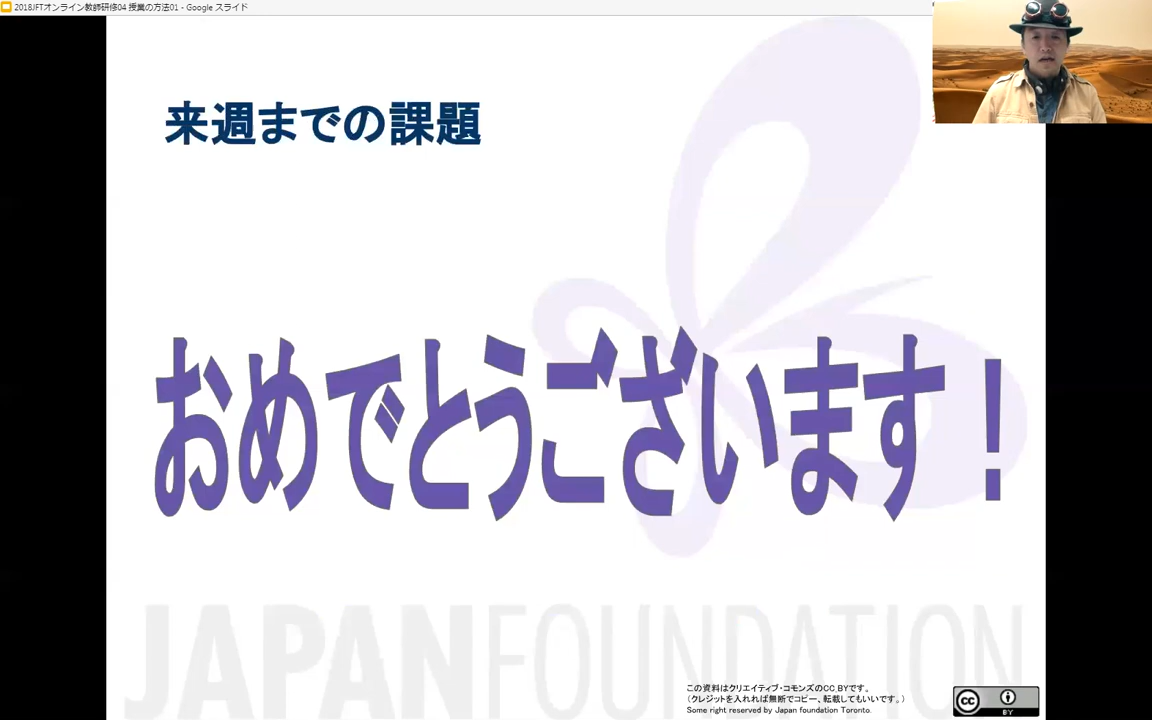 2018JFTオンライン教師研修04 授業の方法01 - Google スライド
来週までの課題
おめでとうございます！
JAPANFOUNDATION
この資料はクリエイティブ・コモンズのCC_BYです。
（クレジットを入れれば無断でコピー、転載してもいいです。）
Some right reserved by Japan foundation Toronto.
cc
BY